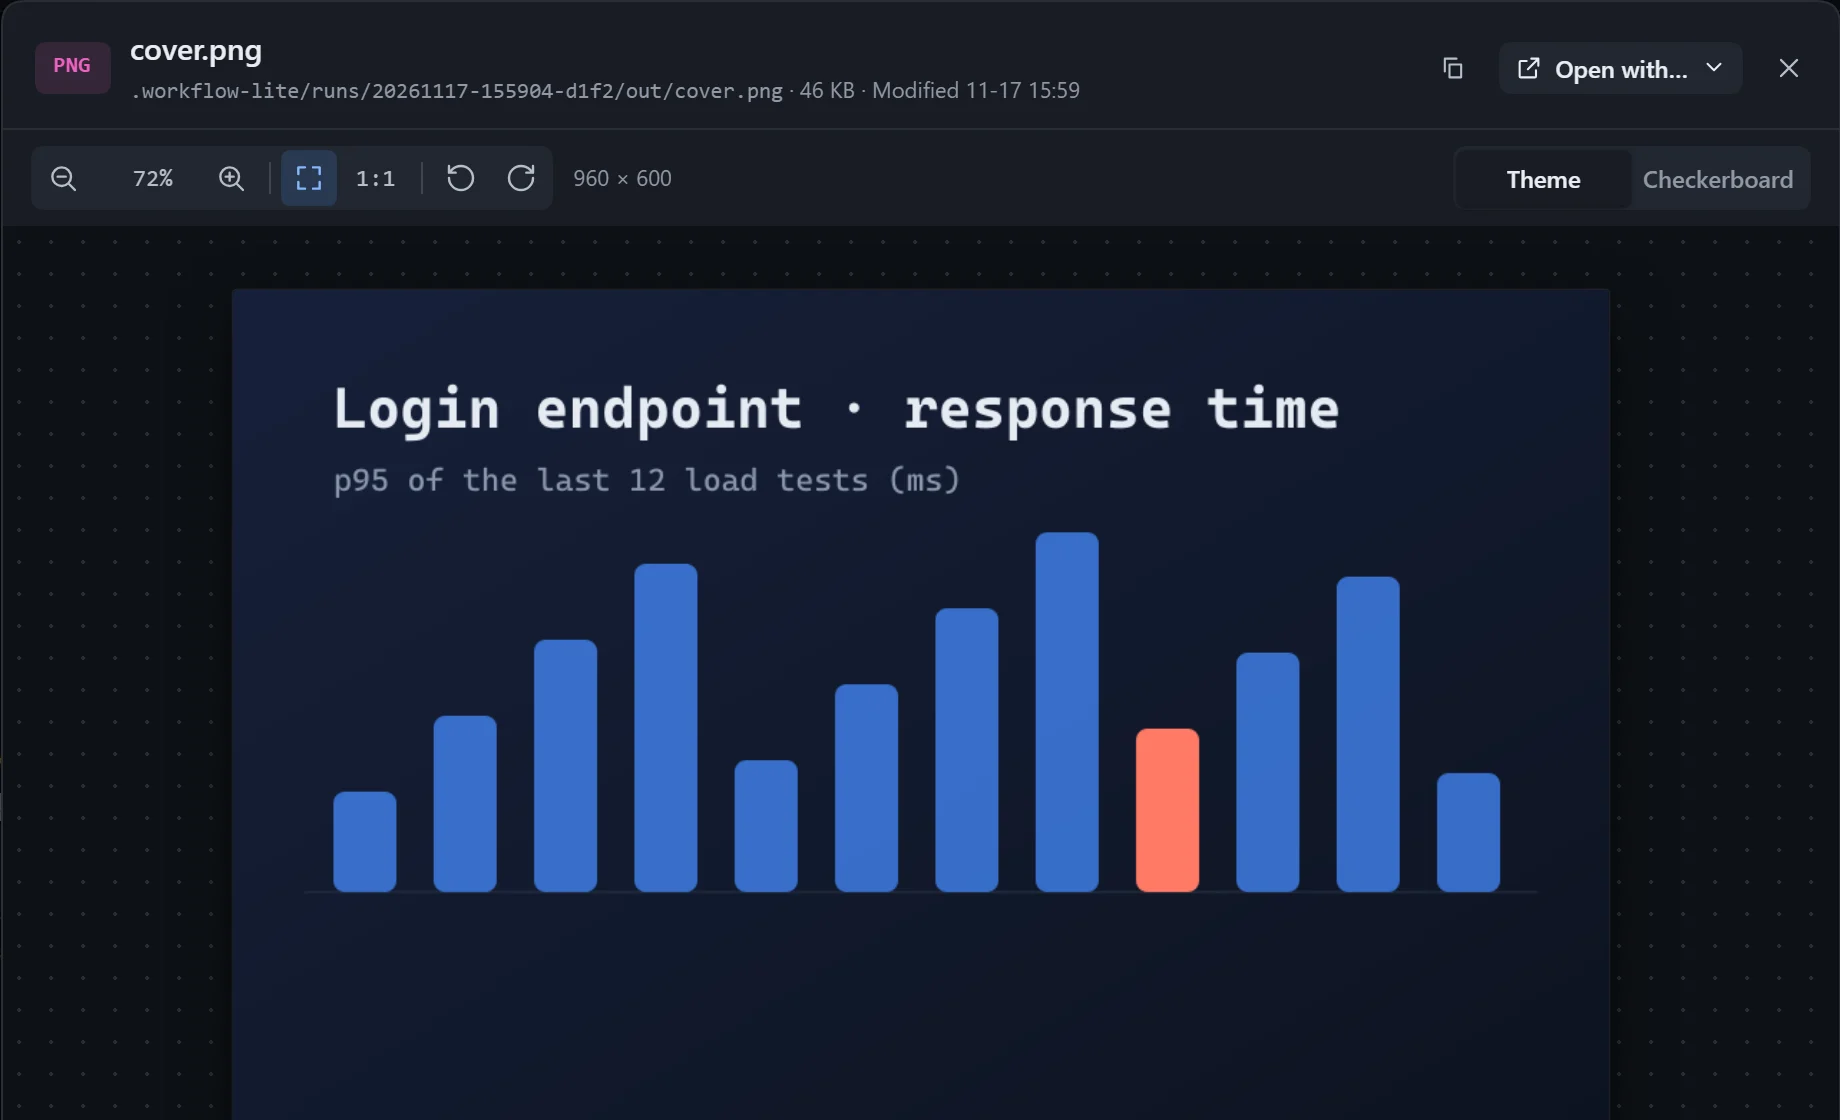 PNG
cover.png
.workflow-lite/runs/20261117-155904-d1f2/out/cover.png · 46 KB · Modified 11-17 15:59
Open with...
72%
1:1
960 × 600
Theme
Checkerboard
Login endpoint · response time
p95 of the last 12 load tests (ms)